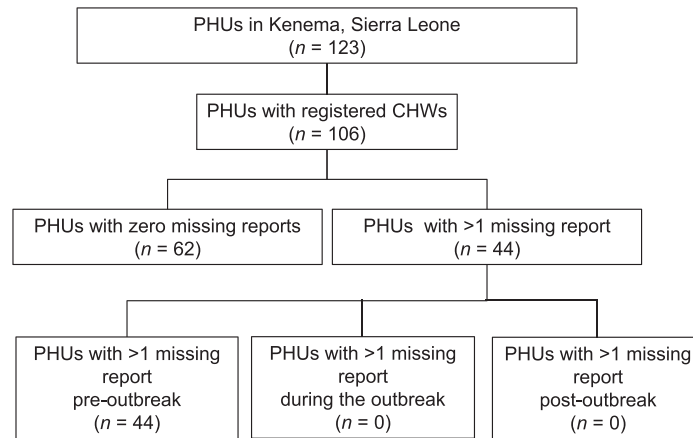 PHUs in Kenema, Sierra Leone
(n = 123)
PHUs with registered CHWs
(n = 106)
PHUs with zero missing reports
(n = 62)
PHUs with >1 missing report
(n = 44)
PHUs with >1 missing
report
pre-outbreak
(n = 44)
PHUs with >1 missing
report
during the outbreak
(n = 0)
PHUs with >1 missing
report
post-outbreak
(n = 0)